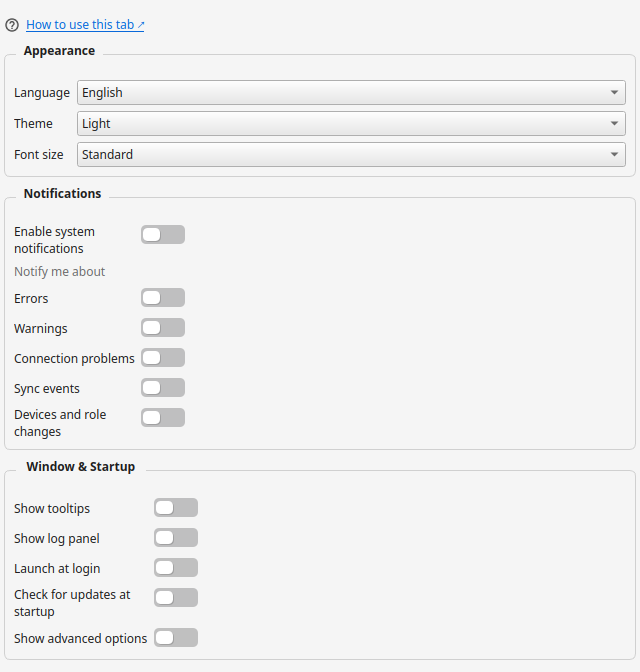 How to use this tab ↗
Appearance
Language English
Theme Light
Font size Standard
Notifications
Enable system
notifications
Notify me about
Errors
Warnings
Connection problems
Sync events
Devices and role
changes
Window & Startup
Show tooltips
Show log panel
Launch at login
Check for updates at
startup
Show advanced options